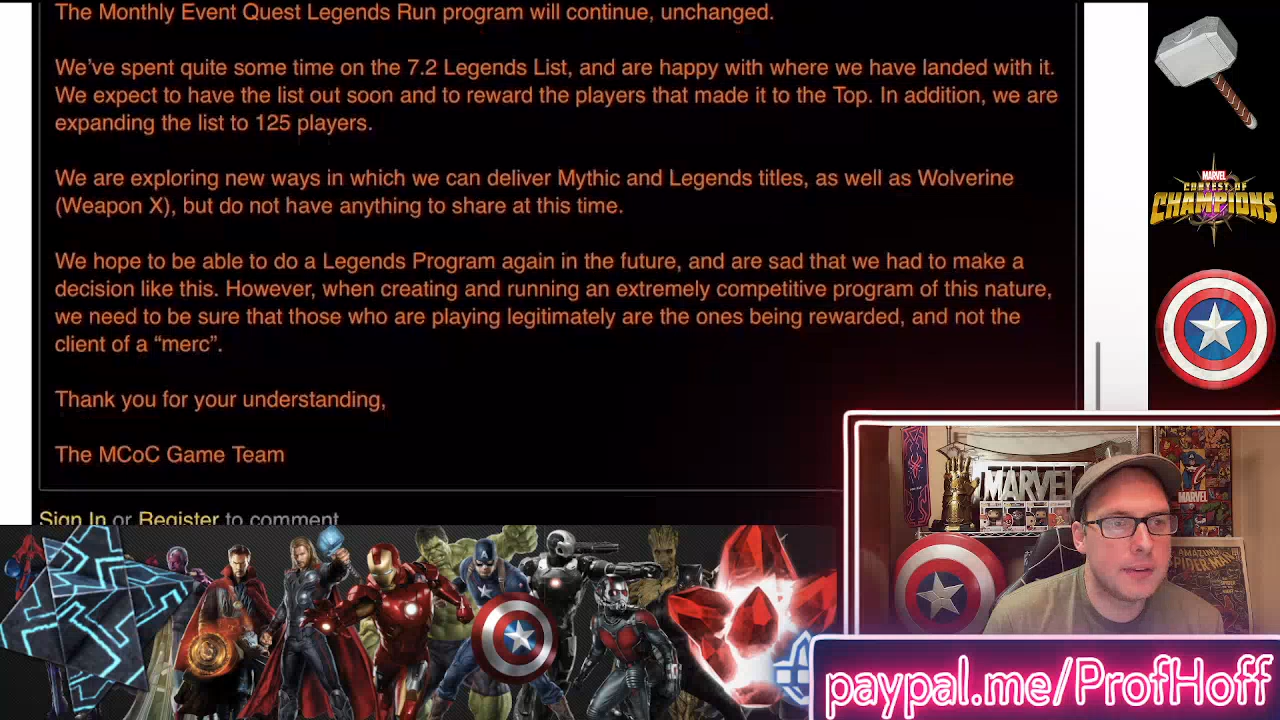 The Monthly Event Quest Legends Run program will continue, unchanged.
We've spent quite some time on the 7.2 Legends List, and are happy with where we have landed with it.
We expect to have the list out soon and to reward the players that made it to the Top. In addition, we are
expanding the list to 125 players.
We are exploring new ways in which we can deliver Mythic and Legends titles, as well as Wolverine
(Weapon X), but do not have anything to share at this time.
We hope to be able to do a Legends Program again in the future, and are sad that we had to make a
decision like this. However, when creating and running an extremely competitive program of this nature,
we need to be sure that those who are playing legitimately are the ones being rewarded, and not the
client of a “merc”.
Thank you for your understanding,
The MCoC Game Team
Sign In or Register to comment
MARVEL
CONTEST OF
CHAMPIONS
MARVEL
MARVEL
AMAZING
SPIDER-MAN
paypal.me/ProfHoff